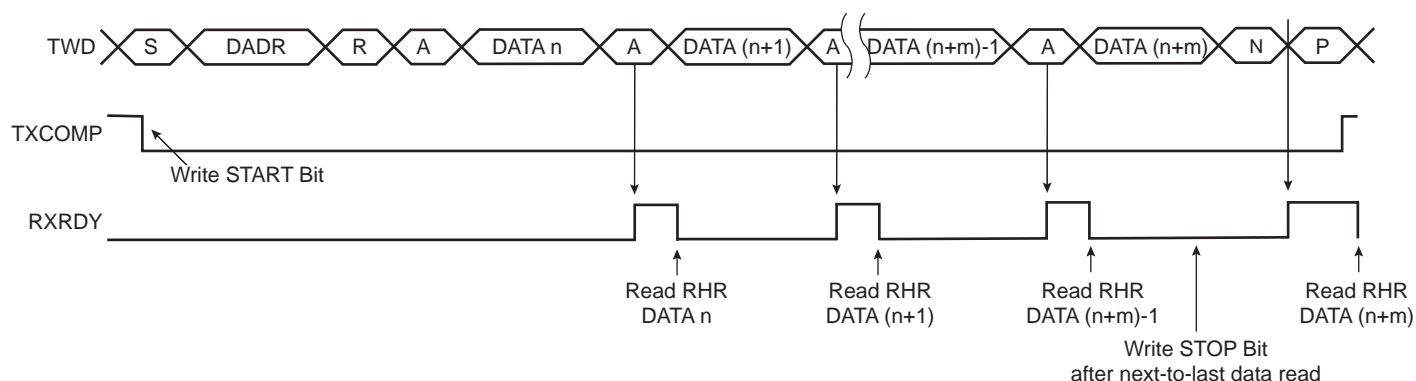 TWD S DADR R A DATA n A DATA (n+1) A DATA (n+m)-1 A DATA (n+m) N P
TXCOMP
Write START Bit
RXRDY
Read RHR
DATA n
Read RHR
DATA (n+1)
Read RHR
DATA (n+m)-1
Read RHR
DATA (n+m)
Write STOP Bit
after next-to-last data read